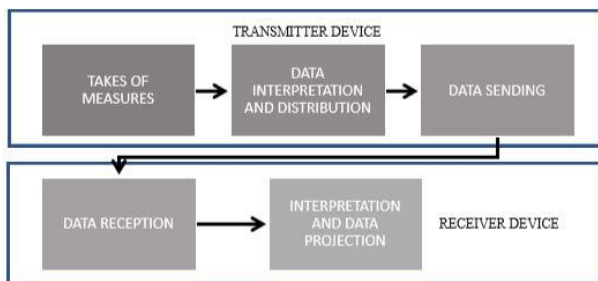 TRANSMITTER DEVICE
TAKES OF
MEASURES
DATA
INTERPRETATION
AND DISTRIBUTION
DATA SENDING
DATA RECEPTION
INTERPRETATION
AND DATA
PROJECTION
RECEIVER DEVICE